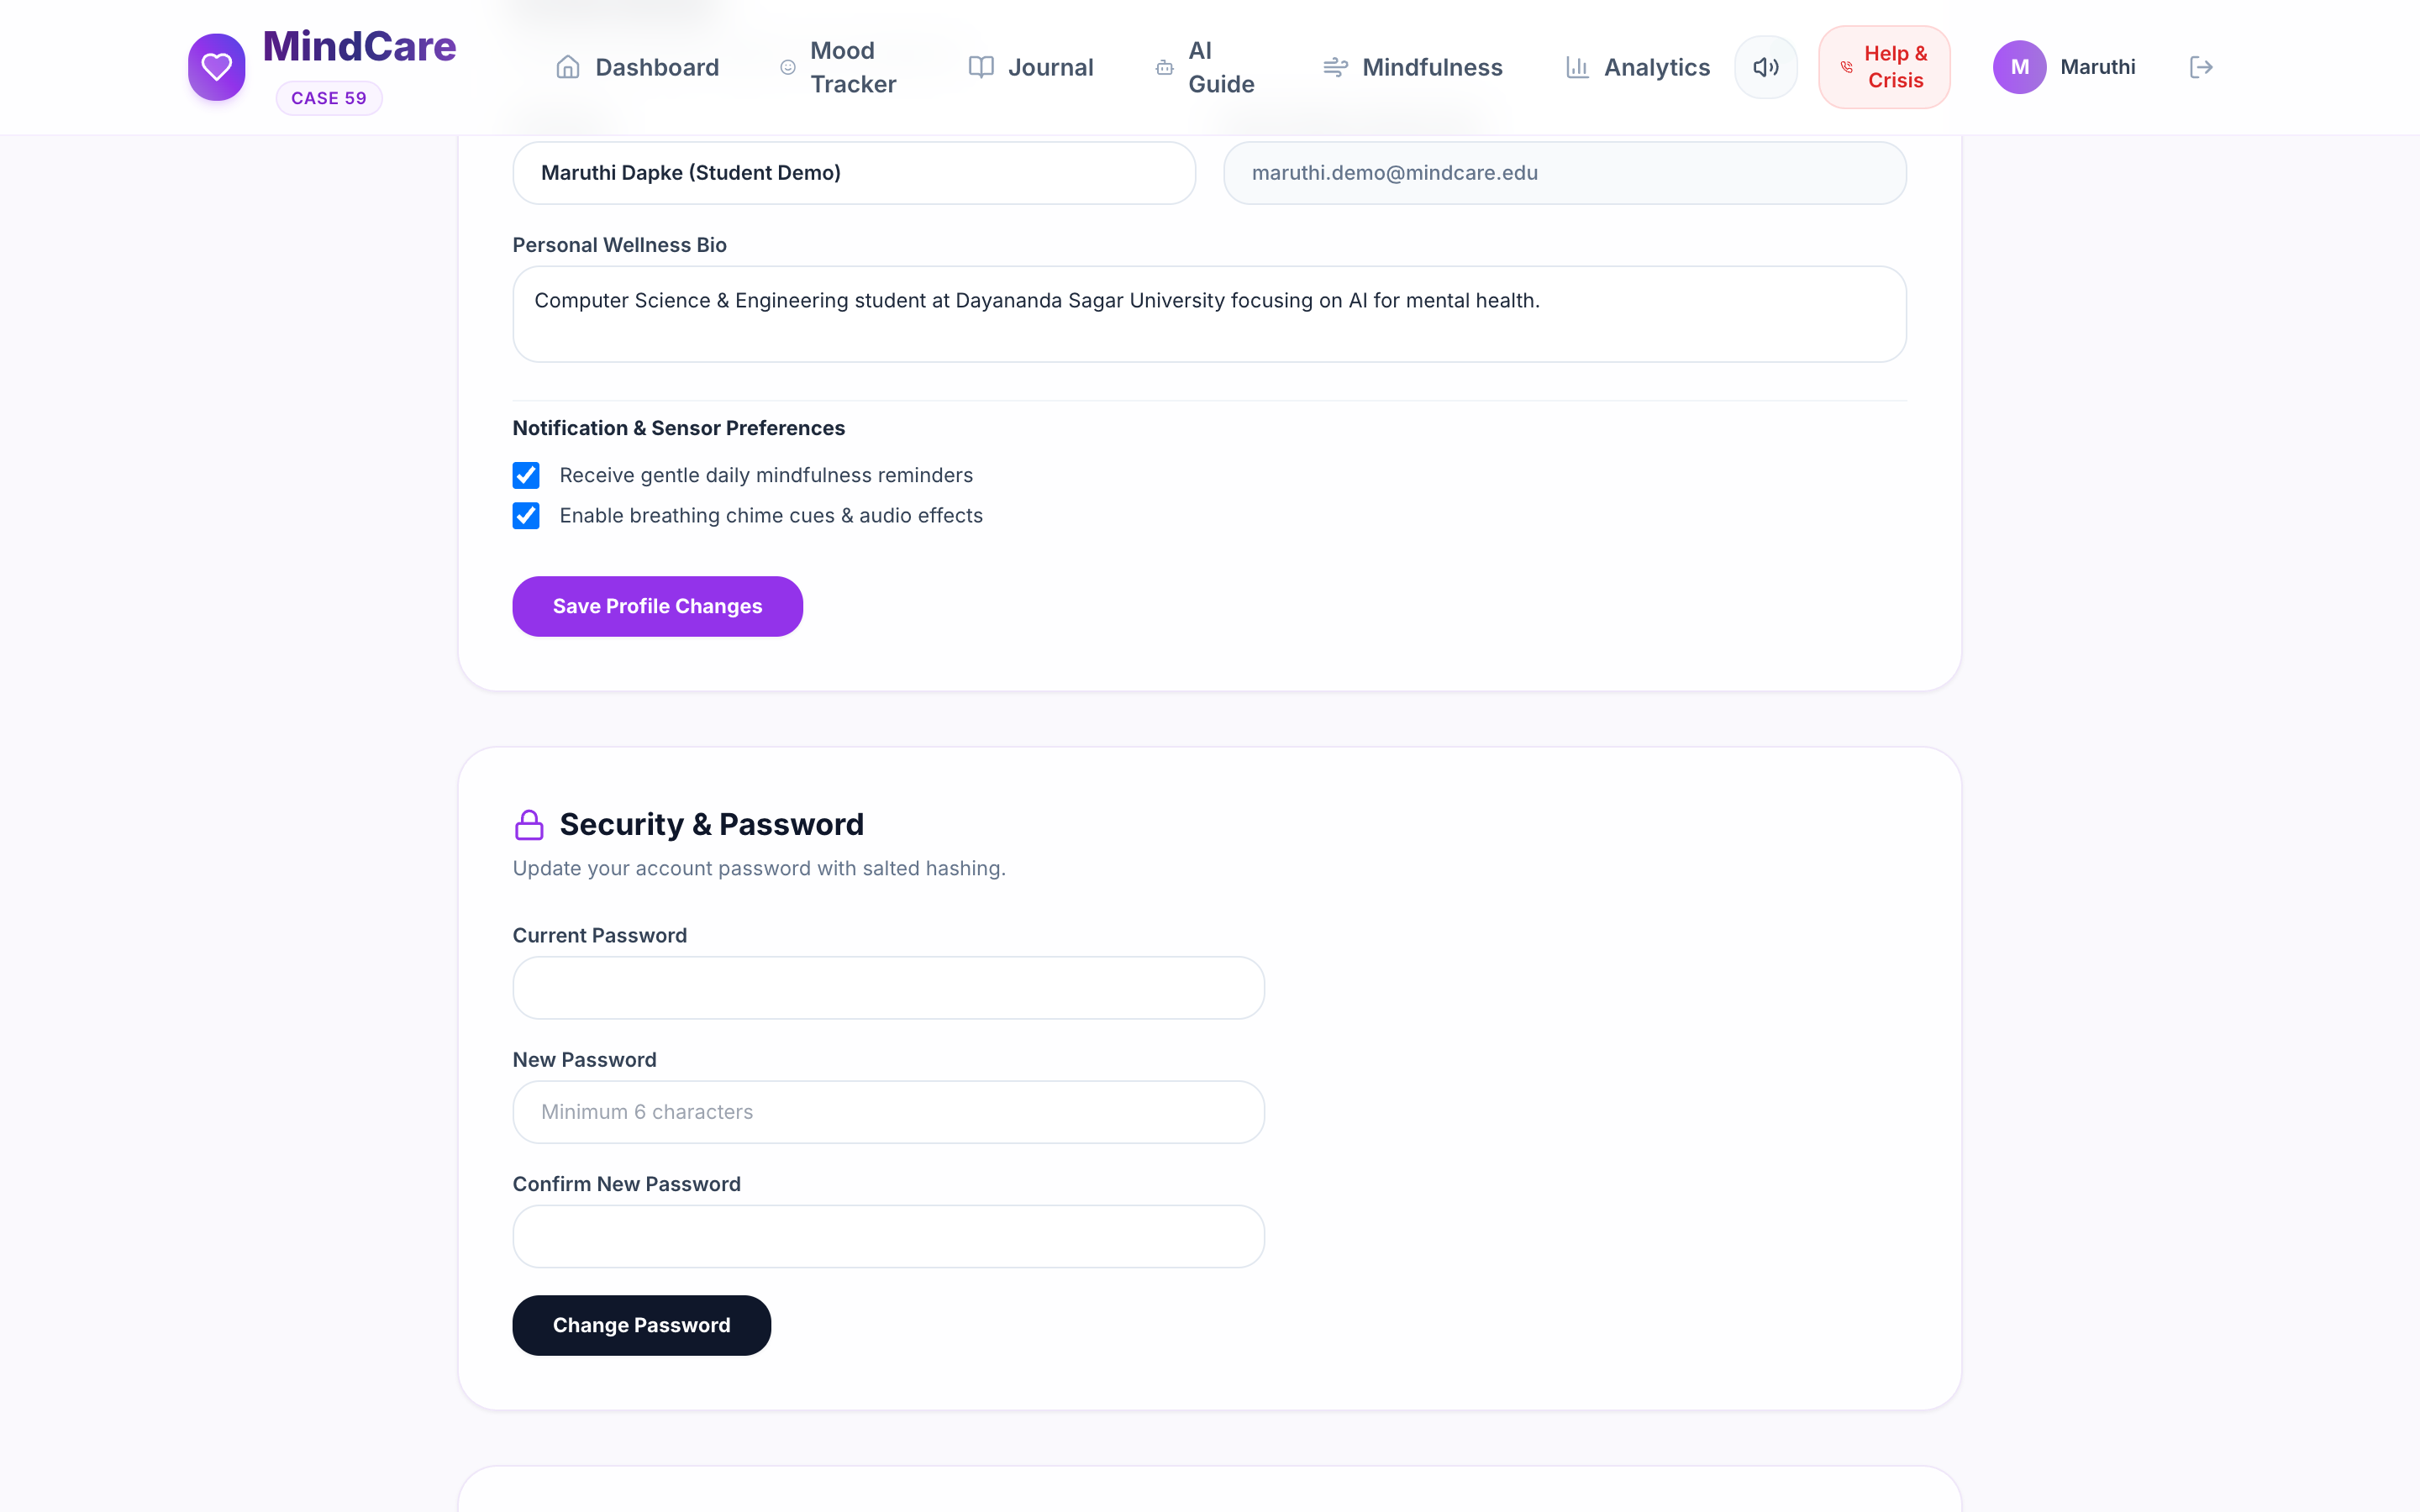 MindCare
CASE 59
Dashboard
Mood
Tracker
Journal
AI
Guide
Mindfulness
Analytics
Help &
Crisis
M
Maruthi
Maruthi Dapke (Student Demo)
maruthi.demo@mindcare.edu
Personal Wellness Bio
Computer Science & Engineering student at Dayananda Sagar University focusing on AI for mental health.
Notification & Sensor Preferences
Receive gentle daily mindfulness reminders
Enable breathing chime cues & audio effects
Save Profile Changes
Security & Password
Update your account password with salted hashing.
Current Password
New Password
Minimum 6 characters
Confirm New Password
Change Password